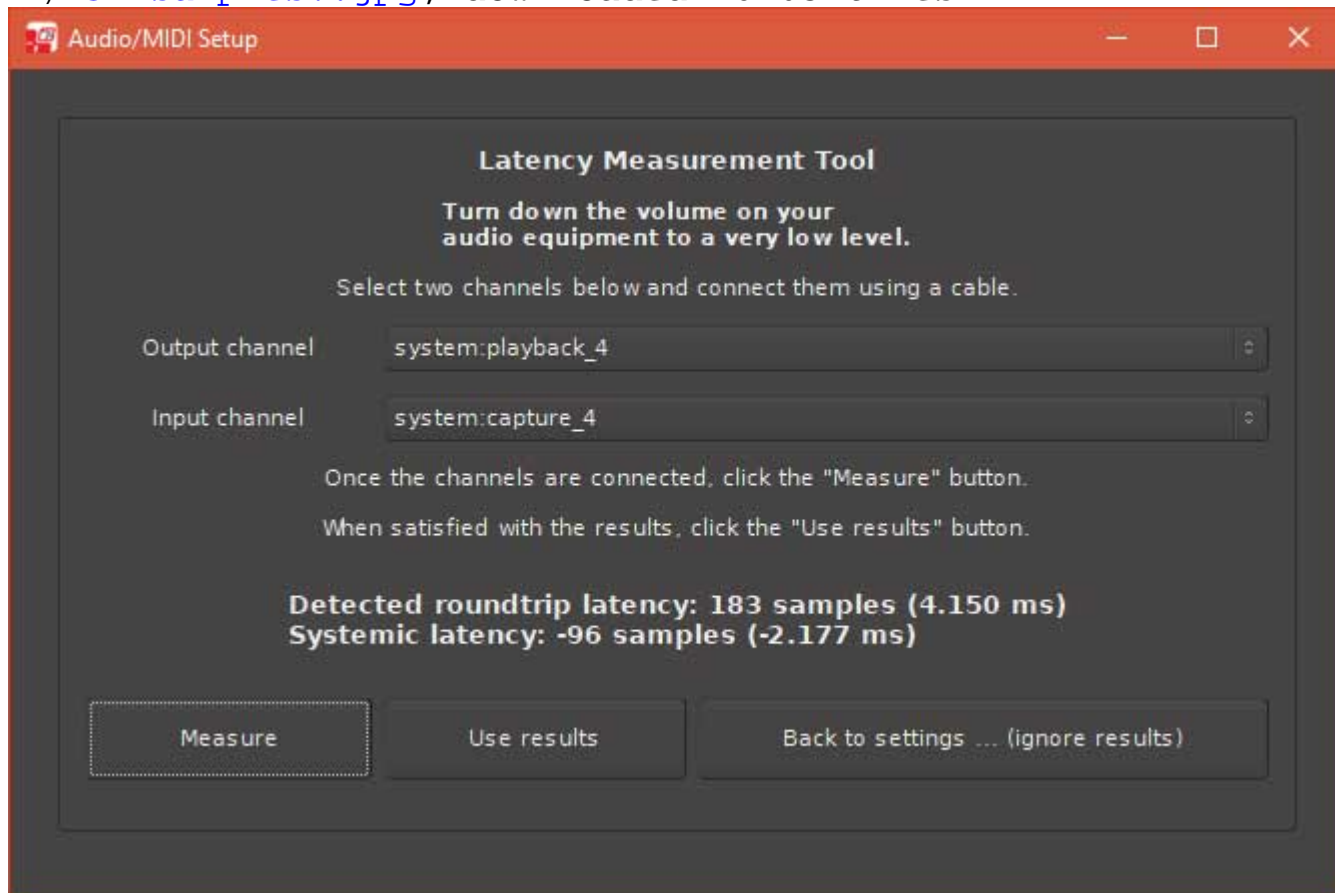 Audio/MIDI Setup
Latency Measurement Tool
Turn down the volume on your
audio equipment to a very low level.
Select two channels below and connect them using a cable.
Output channel system:playback_4
Input channel system:capture_4
Once the channels are connected, click the "Measure" button.
When satisfied with the results, click the "Use results" button.
Detected roundtrip latency: 183 samples (4.150 ms)
Systemic latency: -96 samples (-2.177 ms)
Measure Use results Back to settings ... (ignore results)